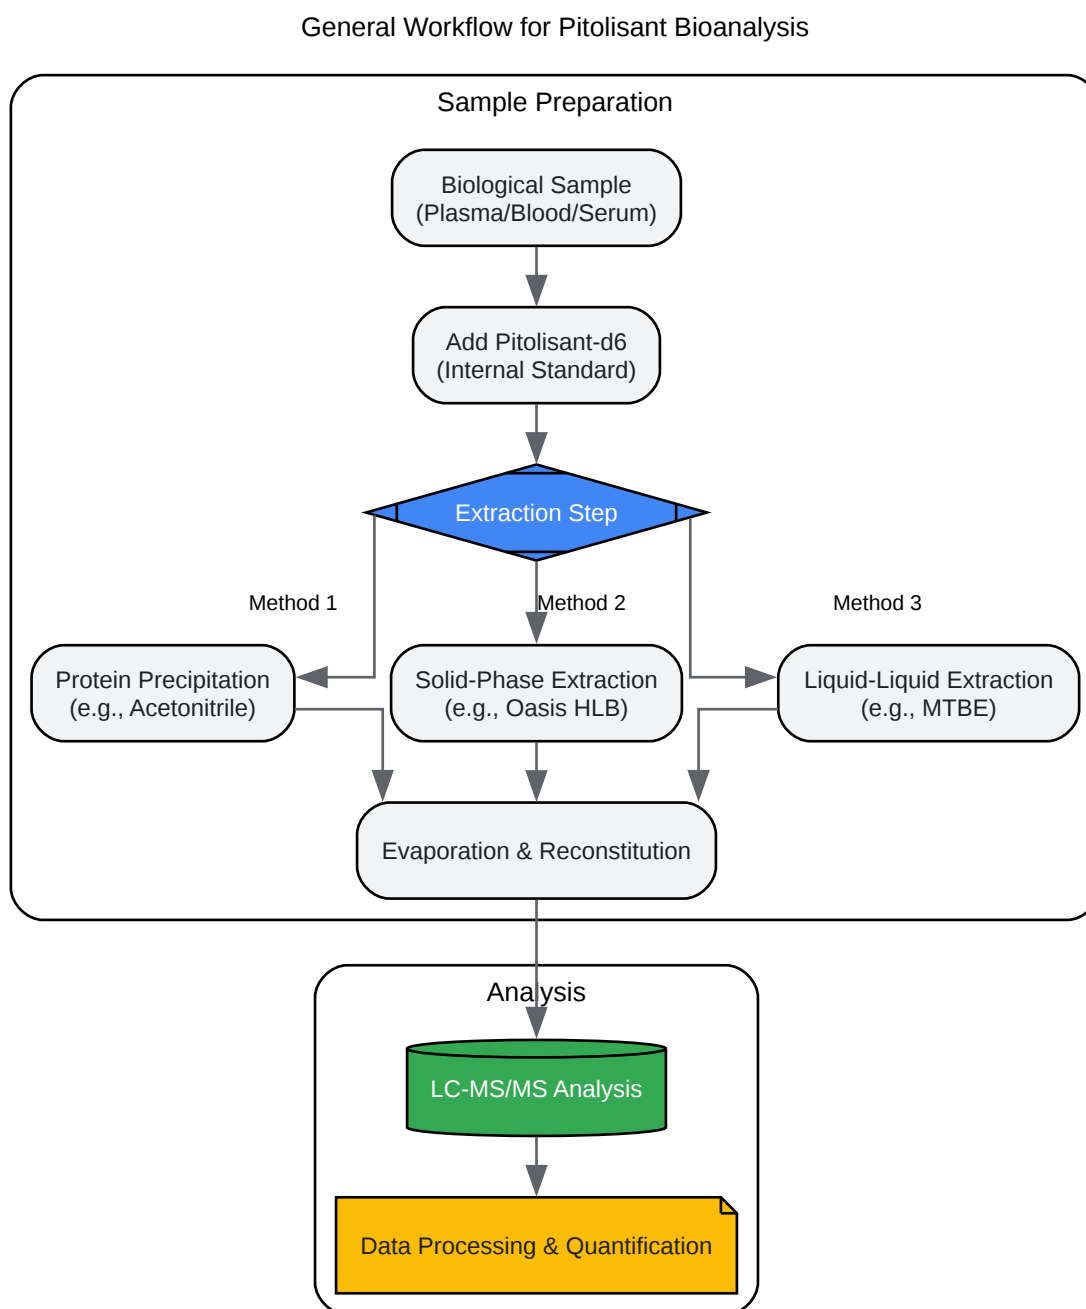 General Workflow for Pitolisant Bioanalysis
Sample Preparation
Biological Sample
(Plasma/Blood/Serum)
Add Pitolisant-d6
(Internal Standard)
Extraction Step
Method 1
Method 2
Method 3
Protein Precipitation
(e.g., Acetonitrile)
Solid-Phase Extraction
(e.g., Oasis HLB)
Liquid-Liquid Extraction
(e.g., MTBE)
Evaporation & Reconstitution
Analysis
LC-MS/MS Analysis
Data Processing & Quantification